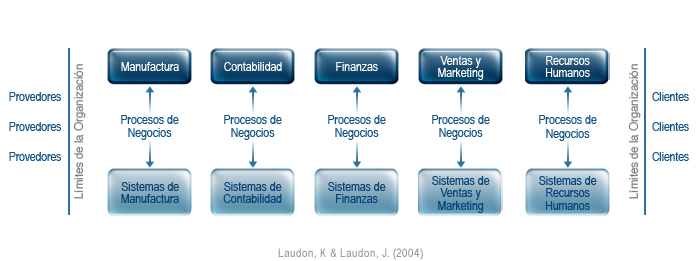 Manufactura
Contabilidad
Finanzas
Ventas y
Marketing
Recursos
Humanos
Provedores
Provedores
Provedores
Límites de la Organización
Procesos de
Negocios
Procesos de
Negocios
Procesos de
Negocios
Procesos de
Negocios
Procesos de
Negocios
Límites de la Organización
Clientes
Clientes
Clientes
Sistemas de
Manufactura
Sistemas de
Contabilidad
Sistemas de
Finanzas
Sistemas de
Ventas y
Marketing
Sistemas de
Recursos
Humanos
Laudon, K & Laudon, J. (2004)